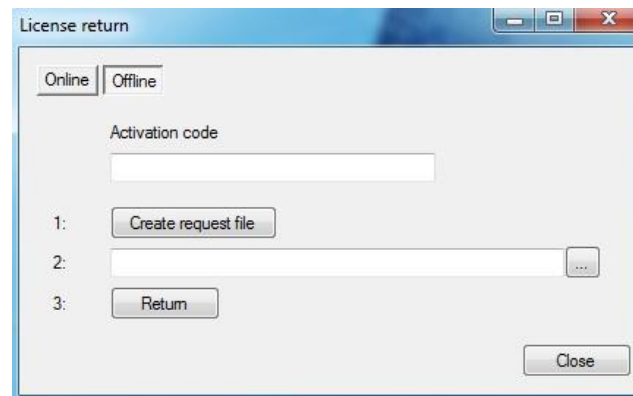 License return
Online Offline
Activation code
1: Create request file
2: ...
3: Return
Close